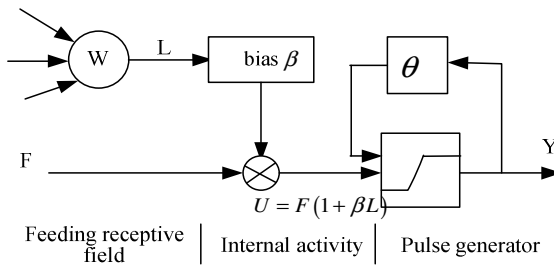 W
L
bias β
θ
F
Y
U = F(1+βL)
Feeding receptive
field
Internal activity
Pulse generator